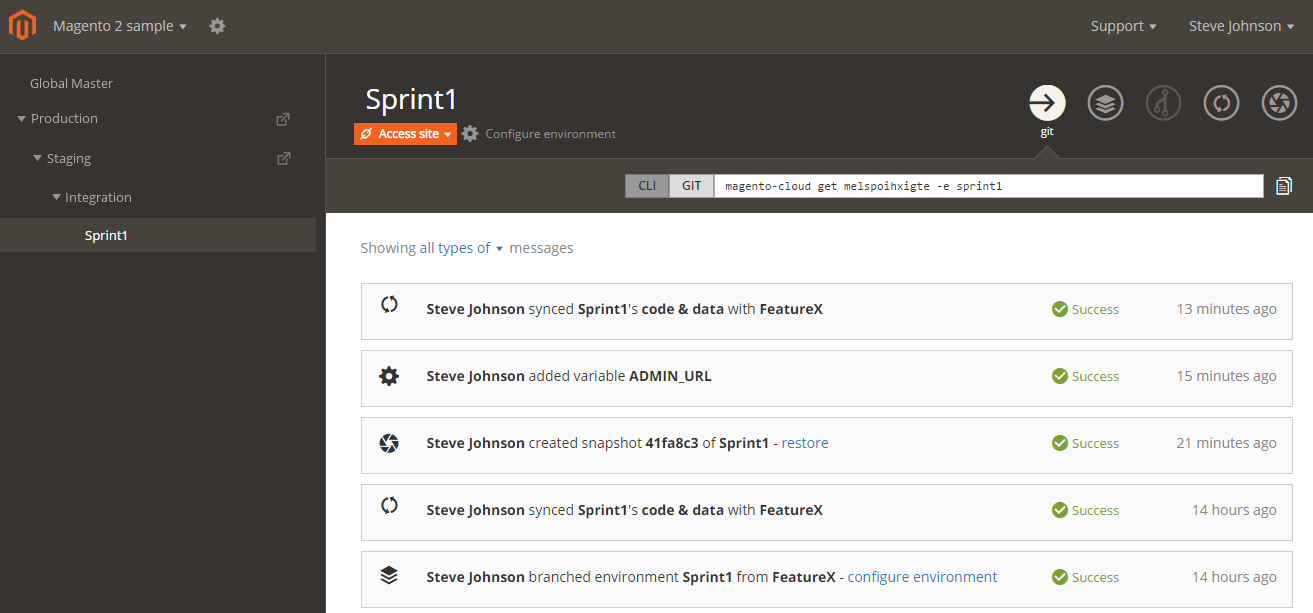 Magento 2 sample
Support
Steve Johnson
Global Master
Production
Staging
Integration
Sprint1
Sprint1
Access site
Configure environment
git
CLI GIT magento-cloud get melspoihxigte -e sprint1
Showing all types of messages
Steve Johnson synced Sprint1's code & data with FeatureX Success 13 minutes ago
Steve Johnson added variable ADMIN_URL Success 15 minutes ago
Steve Johnson created snapshot 41fa8c3 of Sprint1 - restore Success 21 minutes ago
Steve Johnson synced Sprint1's code & data with FeatureX Success 14 hours ago
Steve Johnson branched environment Sprint1 from FeatureX - configure environment Success 14 hours ago